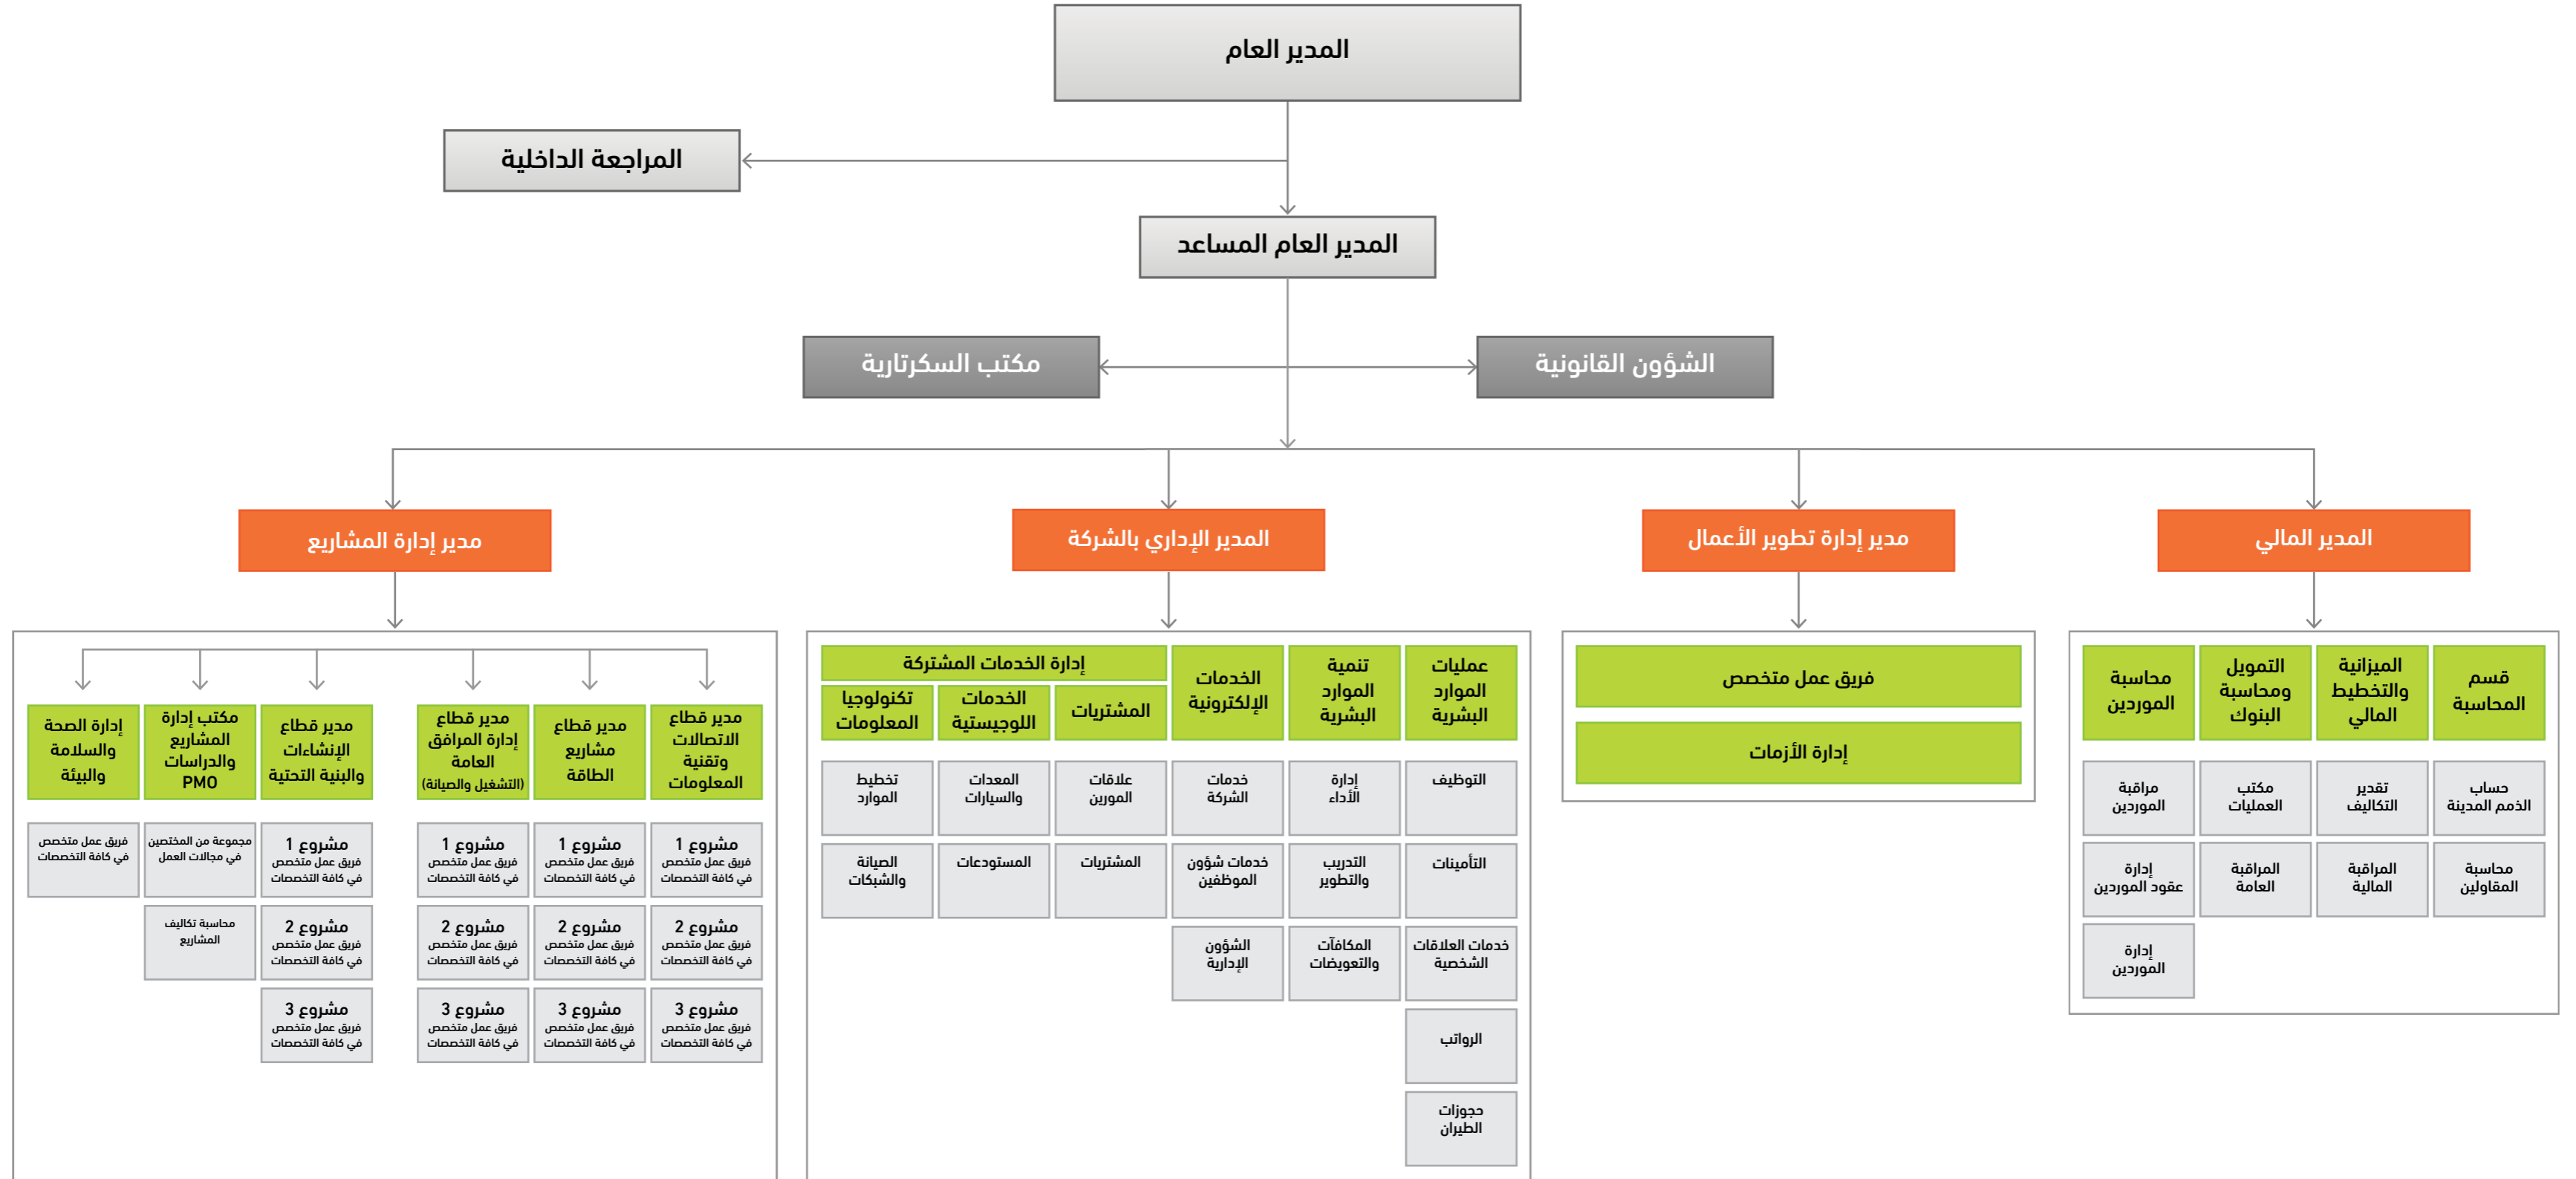 المدير العام
المراجعة الداخلية
المدير العام المساعد
الشؤون القانونية
مكتب السكرتارية
المدير المالي
مدير إدارة تطوير الأعمال
المدير الإداري بالشركة
مدير إدارة المشاريع
قسم
المحاسبة
حساب
الذمم المدينة
محاسبة
المقاولين
الميزانية
والتخطيط
المالي
تقدير
التكاليف
المراقبة
المالية
التمويل
ومحاسبة
البنوك
مكتب
العمليات
المراقبة
العامة
محاسبة
الموردين
مراقبة
الموردين
إدارة
عقود الموردين
إدارة
الموردين
فريق عمل متخصص
إدارة الأزمات
عمليات
الموارد
البشرية
التوظيف
التأمينات
خدمات العلاقات
الشخصية
الرواتب
حجوزات
الطيران
تنمية
الموارد
البشرية
إدارة
الأداء
التدريب
والتطوير
المكافآت
والتعويضات
الخدمات
الإلكترونية
خدمات
الشركة
خدمات شؤون
الموظفين
الشؤون
الإدارية
إدارة الخدمات المشتركة
المشتريات
علاقات
المورين
المشتريات
الخدمات
اللوجيستية
المعدات
والسيارات
المستودعات
تكنولوجيا
المعلومات
تخطيط
الموارد
الصيانة
والشبكات
مدير قطاع
الاتصالات
وتقنية
المعلومات
مشروع 1
فريق عمل متخصص
في كافة التخصصات
مشروع 2
فريق عمل متخصص
في كافة التخصصات
مشروع 3
فريق عمل متخصص
في كافة التخصصات
مدير قطاع
مشاريع
الطاقة
مشروع 1
فريق عمل متخصص
في كافة التخصصات
مشروع 2
فريق عمل متخصص
في كافة التخصصات
مشروع 3
فريق عمل متخصص
في كافة التخصصات
مدير قطاع
إدارة المرافق
العامة
(التشغيل والصيانة)
مشروع 1
فريق عمل متخصص
في كافة التخصصات
مشروع 2
فريق عمل متخصص
في كافة التخصصات
مشروع 3
فريق عمل متخصص
في كافة التخصصات
مدير قطاع
الإنشاءات
والبنية التحتية
مشروع 1
فريق عمل متخصص
في كافة التخصصات
مشروع 2
فريق عمل متخصص
في كافة التخصصات
مشروع 3
فريق عمل متخصص
في كافة التخصصات
مكتب إدارة
المشاريع
والدراسات
PMO
مجموعة من المختصين
في مجالات العمل
محاسبة تكاليف
المشاريع
إدارة الصحة
والسلامة
والبيئة
فريق عمل متخصص
في كافة التخصصات